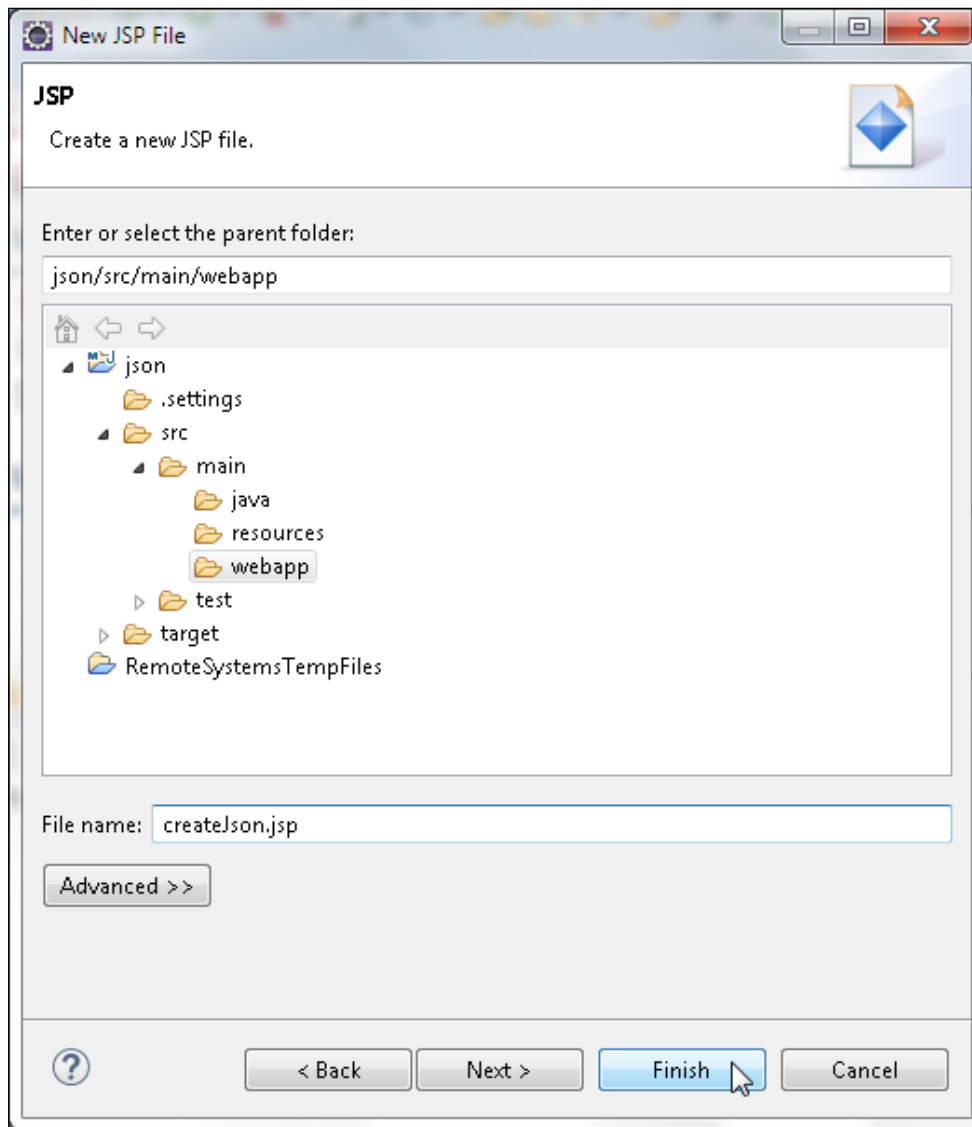 New JSP File
JSP
Create a new JSP file.
Enter or select the parent folder:
json/src/main/webapp
json
.settings
src
main
java
resources
webapp
test
target
RemoteSystemsTempFiles
File name: createJson.jsp
Advanced >>
? < Back Next > Finish Cancel